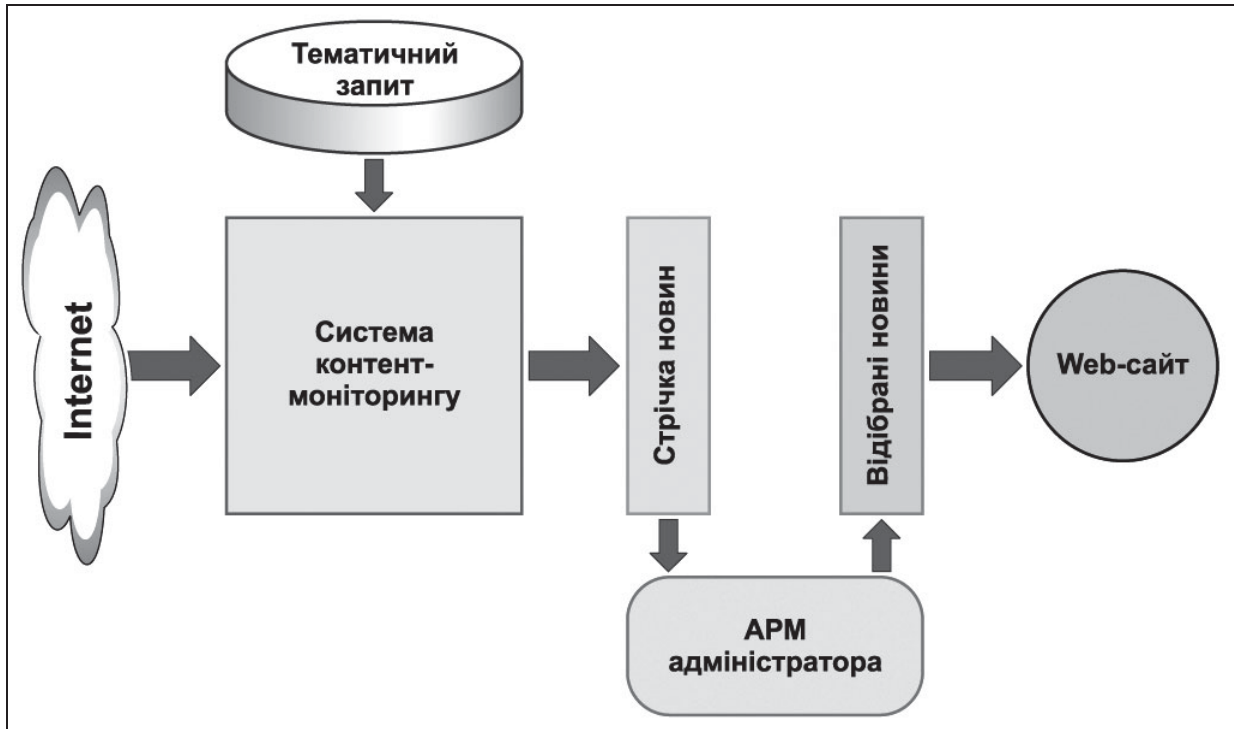 Тематичний
запит
Internet
Система
контент-
моніторингу
Стрічка новин
Відібрані новини
Web-сайт
АРМ
адміністратора